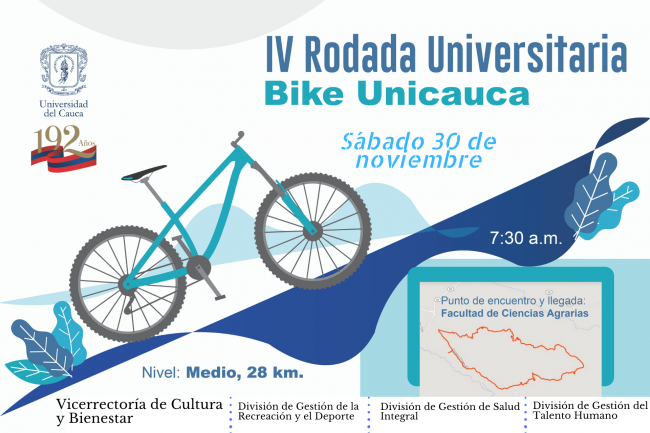 IV Rodada Universitaria
Bike Unicauca
Universidad
del Cauca
192 Años
Sábado 30 de
noviembre
7:30 a.m.
Punto de encuentro y llegada:
Facultad de Ciencias Agrarias
Nivel: Medio, 28 km.
Vicerrectoría de Cultura
y Bienestar
División de Gestión de la
Recreación y el Deporte
División de Gestión de Salud
Integral
División de Gestión del
Talento Humano